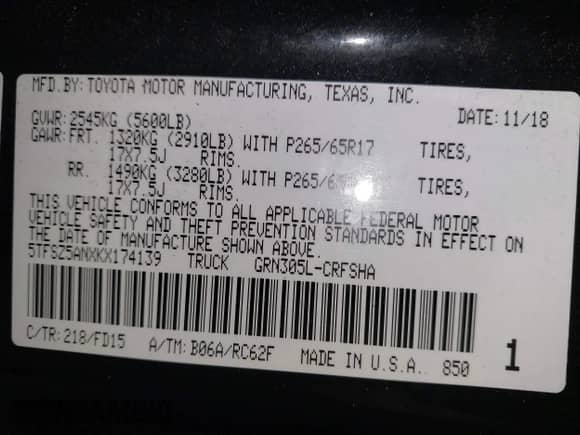 MFD.BY: TOYOTA MOTOR MANUFACTURING, TEXAS, INC.
GVWR: 2545KG (5600LB) DATE: 11/18
GAWR: FRT. 1320KG (2910LB) WITH P265/65R17 TIRES,
17X7.5J RIMS.
RR. 1490KG (3280LB) WITH P265/6 TIRES,
17X7.5J RIMS.
THIS VEHICLE CONFORMS TO ALL APPLICABLE FEDERAL MOTOR
VEHICLE SAFETY AND THEFT PREVENTION STANDARDS IN EFFECT ON
THE DATE OF MANUFACTURE SHOWN ABOVE.
5TFSZ5ANXKX174139 TRUCK GRN305L-CRFSHA
C/TR: 218/FD15 A/TM: B06A/RC62F MADE IN U.S.A. 850 1